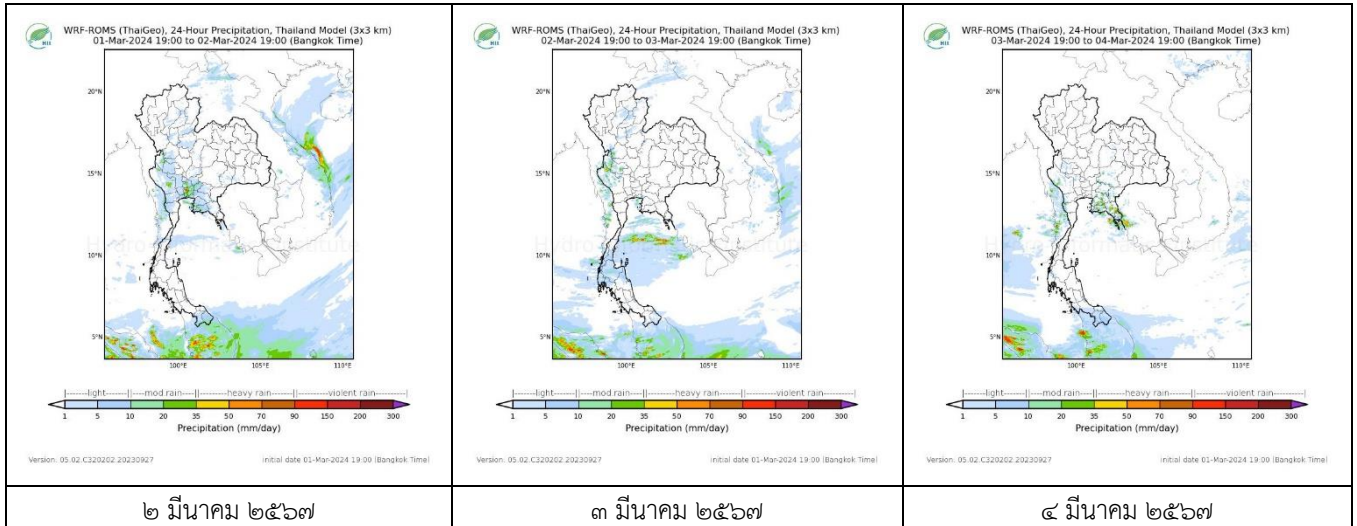 WRF-ROMS (ThaiGeo), 24-Hour Precipitation, Thailand Model (3x3 km)
01-Mar-2024 19:00 to 02-Mar-2024 19:00 (Bangkok Time)
20°N
15°N
10°N
5°N
100°E 105°E 110°E
light mod rain heavy rain violent rain
1 5 10 20 35 50 70 90 150 200 300
Precipitation (mm/day)
Version: 05.02.C320202.20230927 initial date 01-Mar-2024 19:00 (Bangkok Time)
๒ มีนาคม ๒๕๖๗
WRF-ROMS (ThaiGeo), 24-Hour Precipitation, Thailand Model (3x3 km)
02-Mar-2024 19:00 to 03-Mar-2024 19:00 (Bangkok Time)
20°N
15°N
10°N
5°N
100°E 105°E 110°E
light mod rain heavy rain violent rain
1 5 10 20 35 50 70 90 150 200 300
Precipitation (mm/day)
Version: 05.02.C320202.20230927 initial date 01-Mar-2024 19:00 (Bangkok Time)
๓ มีนาคม ๒๕๖๗
WRF-ROMS (ThaiGeo), 24-Hour Precipitation, Thailand Model (3x3 km)
03-Mar-2024 19:00 to 04-Mar-2024 19:00 (Bangkok Time)
20°N
15°N
10°N
5°N
100°E 105°E 110°E
light mod rain heavy rain violent rain
1 5 10 20 35 50 70 90 150 200 300
Precipitation (mm/day)
Version: 05.02.C320202.20230927 initial date 01-Mar-2024 19:00 (Bangkok Time)
๔ มีนาคม ๒๕๖๗